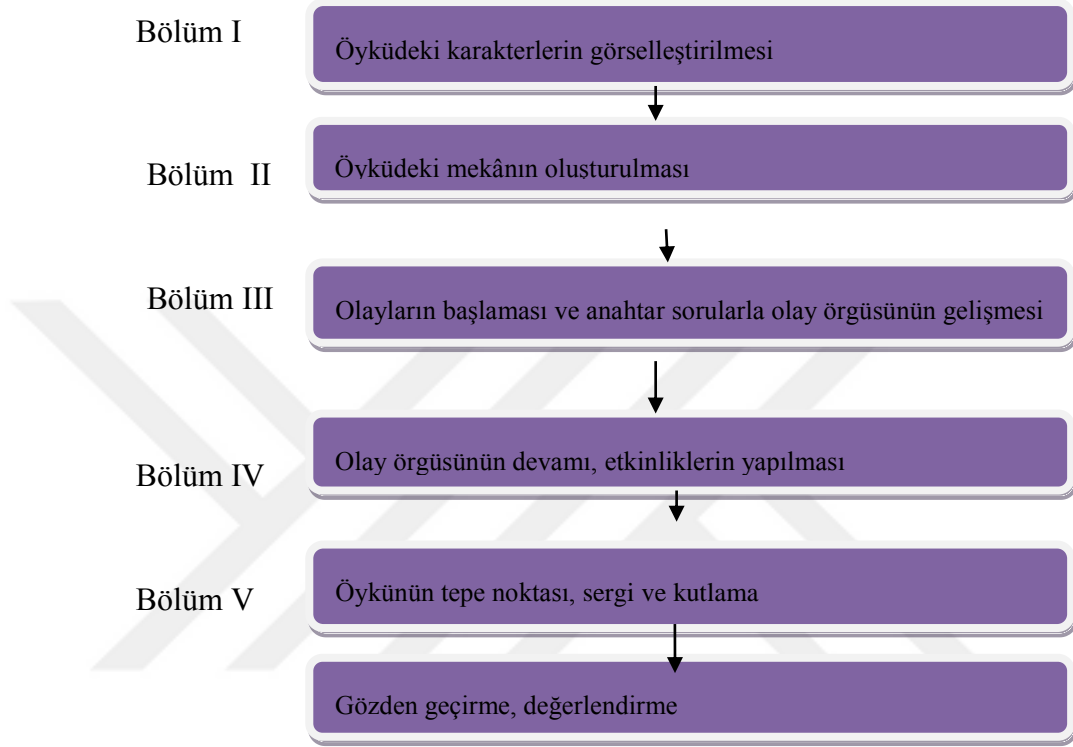 Bölüm I
Öyküdeki karakterlerin görselleştirilmesi
Bölüm II
Öyküdeki mekânın oluşturulması
Bölüm III
Olayların başlaması ve anahtar sorularla olay örgüsünün gelişmesi
Bölüm IV
Olay örgüsünün devamı, etkinliklerin yapılması
Bölüm V
Öykünün tepe noktası, sergi ve kutlama
Gözden geçirme, değerlendirme